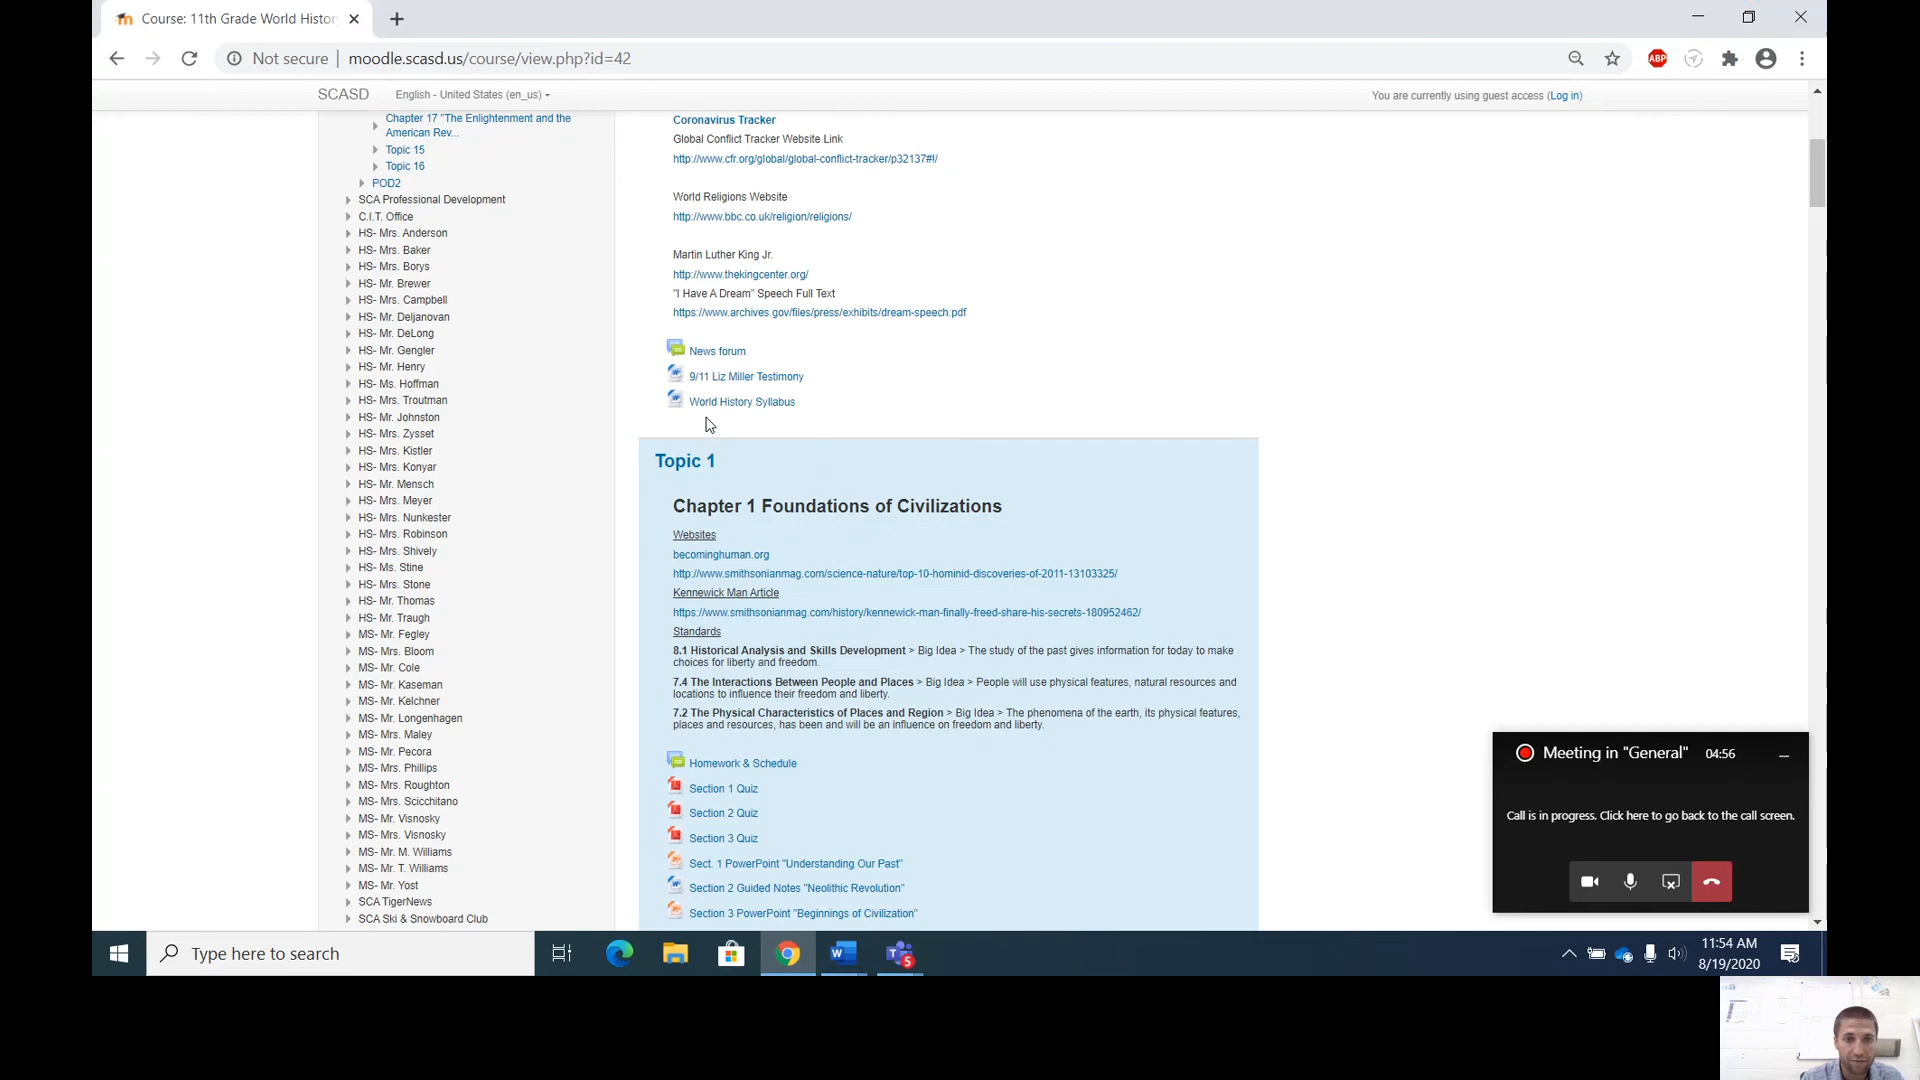 Course: 11th Grade World Histor
Not secure
moodle.scasd.us/course/view.php?id=42
ABP
SCASD
English - United States (en_us)
You are currently using guest access (Log in)
Chapter 17 "The Enlightenment and the
American Rev...
Topic 15
Topic 16
POD2
SCA Professional Development
C.I.T. Office
HS- Mrs. Anderson
HS- Mrs. Baker
HS- Mrs. Borys
HS- Mr. Brewer
HS- Mrs. Campbell
HS- Mr. Deljanovan
HS- Mr. DeLong
HS- Mr. Gengler
HS- Mr. Henry
HS- Ms. Hoffman
HS- Mrs. Troutman
HS- Mr. Johnston
HS- Mrs. Zysset
HS- Mrs. Kistler
HS- Mrs. Konyar
HS- Mr. Mensch
HS- Mrs. Meyer
HS- Mrs. Nunkester
HS- Mrs. Robinson
HS- Mrs. Shively
HS- Ms. Stine
HS- Mrs. Stone
HS- Mr. Thomas
HS- Mr. Traugh
MS- Mr. Fegley
MS- Mrs. Bloom
MS- Mr. Cole
MS- Mr. Kaseman
MS- Mr. Kelchner
MS- Mr. Longenhagen
MS- Mrs. Maley
MS- Mr. Pecora
MS- Mrs. Phillips
MS- Mrs. Roughton
MS- Mrs. Scicchitano
MS- Mr. Visnosky
MS- Mrs. Visnosky
MS- Mr. M. Williams
MS- Mr. T. Williams
MS- Mr. Yost
SCA TigerNews
SCA Ski & Snowboard Club
Coronavirus Tracker
Global Conflict Tracker Website Link
http://www.cfr.org/global/global-conflict-tracker/p32137#!/
World Religions Website
http://www.bbc.co.uk/religion/religions/
Martin Luther King Jr.
http://www.thekingcenter.org/
"I Have A Dream" Speech Full Text
https://www.archives.gov/files/press/exhibits/dream-speech.pdf
News forum
9/11 Liz Miller Testimony
World History Syllabus
Topic 1
Chapter 1 Foundations of Civilizations
Websites
becominghuman.org
http://www.smithsonianmag.com/science-nature/top-10-hominid-discoveries-of-2011-13103325/
Kennewick Man Article
https://www.smithsonianmag.com/history/kennewick-man-finally-freed-share-his-secrets-180952462/
Standards
8.1 Historical Analysis and Skills Development > Big Idea > The study of the past gives information for today to make
choices for liberty and freedom.
7.4 The Interactions Between People and Places > Big Idea > People will use physical features, natural resources and
locations to influence their freedom and liberty.
7.2 The Physical Characteristics of Places and Region > Big Idea > The phenomena of the earth, its physical features,
places and resources, has been and will be an influence on freedom and liberty.
Homework & Schedule
Section 1 Quiz
Section 2 Quiz
Section 3 Quiz
Sect. 1 PowerPoint "Understanding Our Past"
Section 2 Guided Notes "Neolithic Revolution"
Section 3 PowerPoint "Beginnings of Civilization"
Meeting in "General" 04:56
Call is in progress. Click here to go back to the call screen.
Type here to search
11:54 AM
8/19/2020